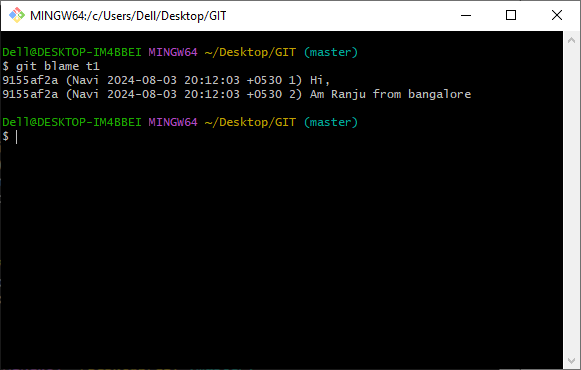 MINGW64:/c/Users/Dell/Desktop/GIT
Dell@DESKTOP-IM4BBEI MINGW64 ~/Desktop/GIT (master)
$ git blame t1
9155af2a (Navi 2024-08-03 20:12:03 +0530 1) Hi,
9155af2a (Navi 2024-08-03 20:12:03 +0530 2) Am Ranju from bangalore
Dell@DESKTOP-IM4BBEI MINGW64 ~/Desktop/GIT (master)
$